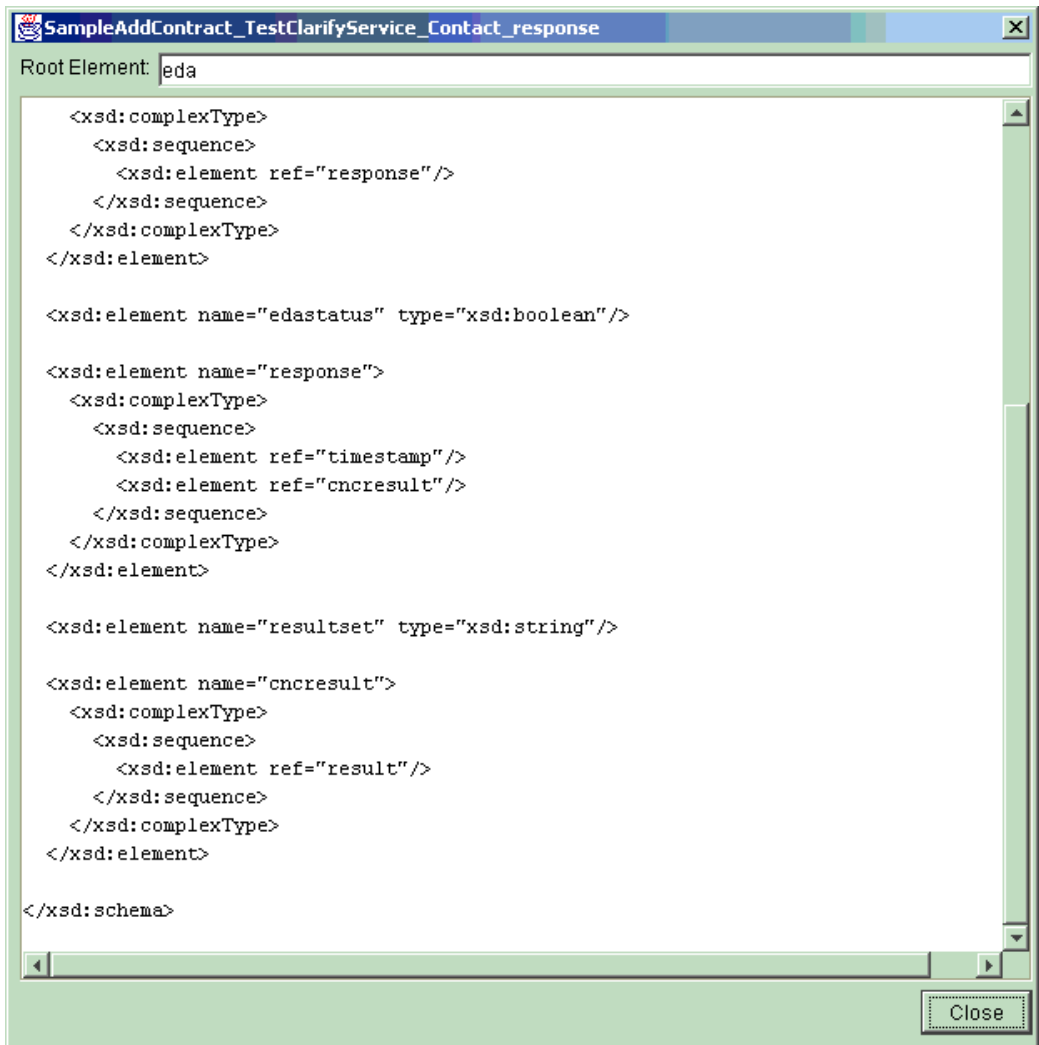 SampleAddContract_TestClarifyService_Contact_response
Root Element: eda
<xsd:complexType>
<xsd:sequence>
<xsd:element ref="response"/>
</xsd:sequence>
</xsd:complexType>
</xsd:element>
<xsd:element name="edastatus" type="xsd:boolean"/>
<xsd:element name="response">
<xsd:complexType>
<xsd:sequence>
<xsd:element ref="timestamp"/>
<xsd:element ref="cncresult"/>
</xsd:sequence>
</xsd:complexType>
</xsd:element>
<xsd:element name="resultset" type="xsd:string"/>
<xsd:element name="cncresult">
<xsd:complexType>
<xsd:sequence>
<xsd:element ref="result"/>
</xsd:sequence>
</xsd:complexType>
</xsd:element>
</xsd:schema>
Close